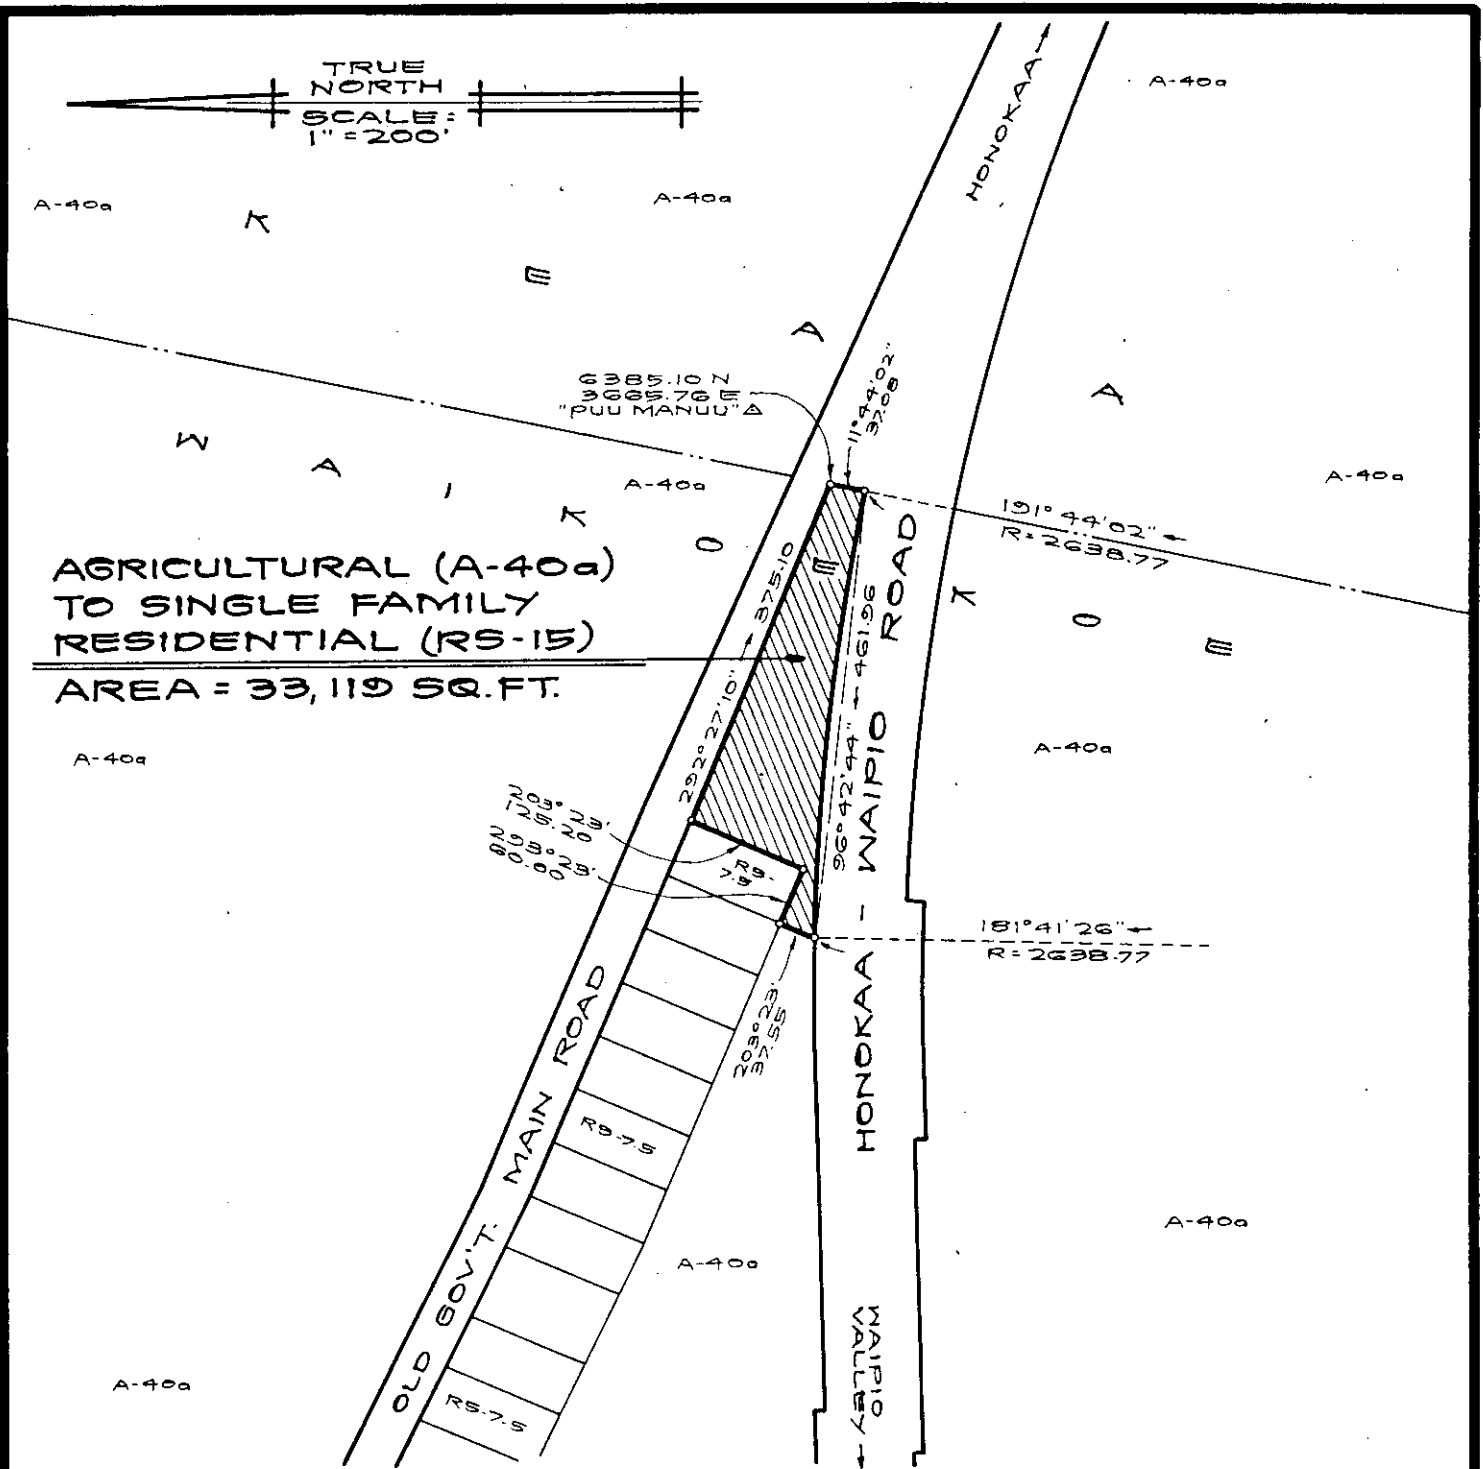 TRUE
NORTH
SCALE:
1" = 200'
HONOKAA →
A-40a
A-40a
A-40a
K E A A
6385.10 N
3665.76 E
"PUU MANUU" △
11°44'02"
37.08
W A I K O E K O E
A-40a
A-40a
191°44'02" ←
R = 2638.77
AGRICULTURAL (A-40a)
TO SINGLE FAMILY
RESIDENTIAL (RS-15)
AREA = 33,119 SQ.FT.
292°27'10" → 375.10
96°42'44" ← 461.96
HONOKAA - WAIPIO ROAD
A-40a
A-40a
203°23'
125.20
293°23'
60.00
RS-
7.5
181°41'26" ←
R = 2638.77
203°23'
37.55
OLD GOV'T. MAIN ROAD
RS-7.5
A-40a
A-40a
WAIPIO
VALLEY →
A-40a
RS-7.5